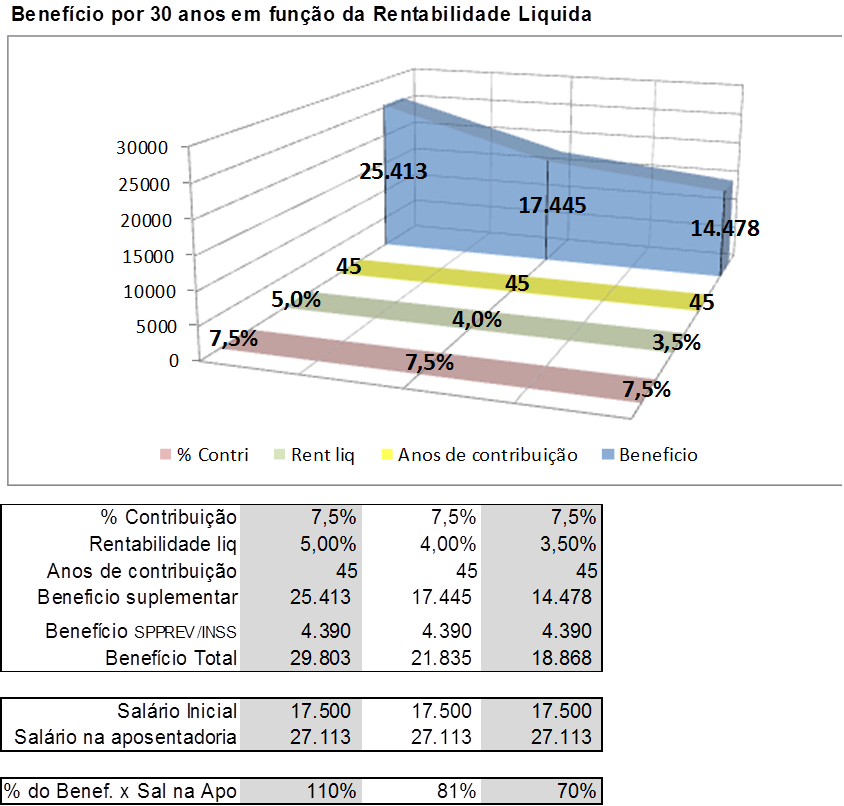 Benefício por 30 anos em função da Rentabilidade Liquida
30000
25000
20000
15000
10000
5000
0
25.413
17.445
14.478
45
45
45
5,0%
4,0%
3,5%
7,5%
7,5%
7,5%
% Contri Rent liq Anos de contribuição Beneficio
% Contribuição 7,5% 7,5% 7,5%
Rentabilidade liq 5,00% 4,00% 3,50%
Anos de contribuição 45 45 45
Beneficio suplementar 25.413 17.445 14.478
Benefício SPPREV/INSS 4.390 4.390 4.390
Benefício Total 29.803 21.835 18.868
Salário Inicial 17.500 17.500 17.500
Salário na aposentadoria 27.113 27.113 27.113
% do Benef. x Sal na Apo 110% 81% 70%